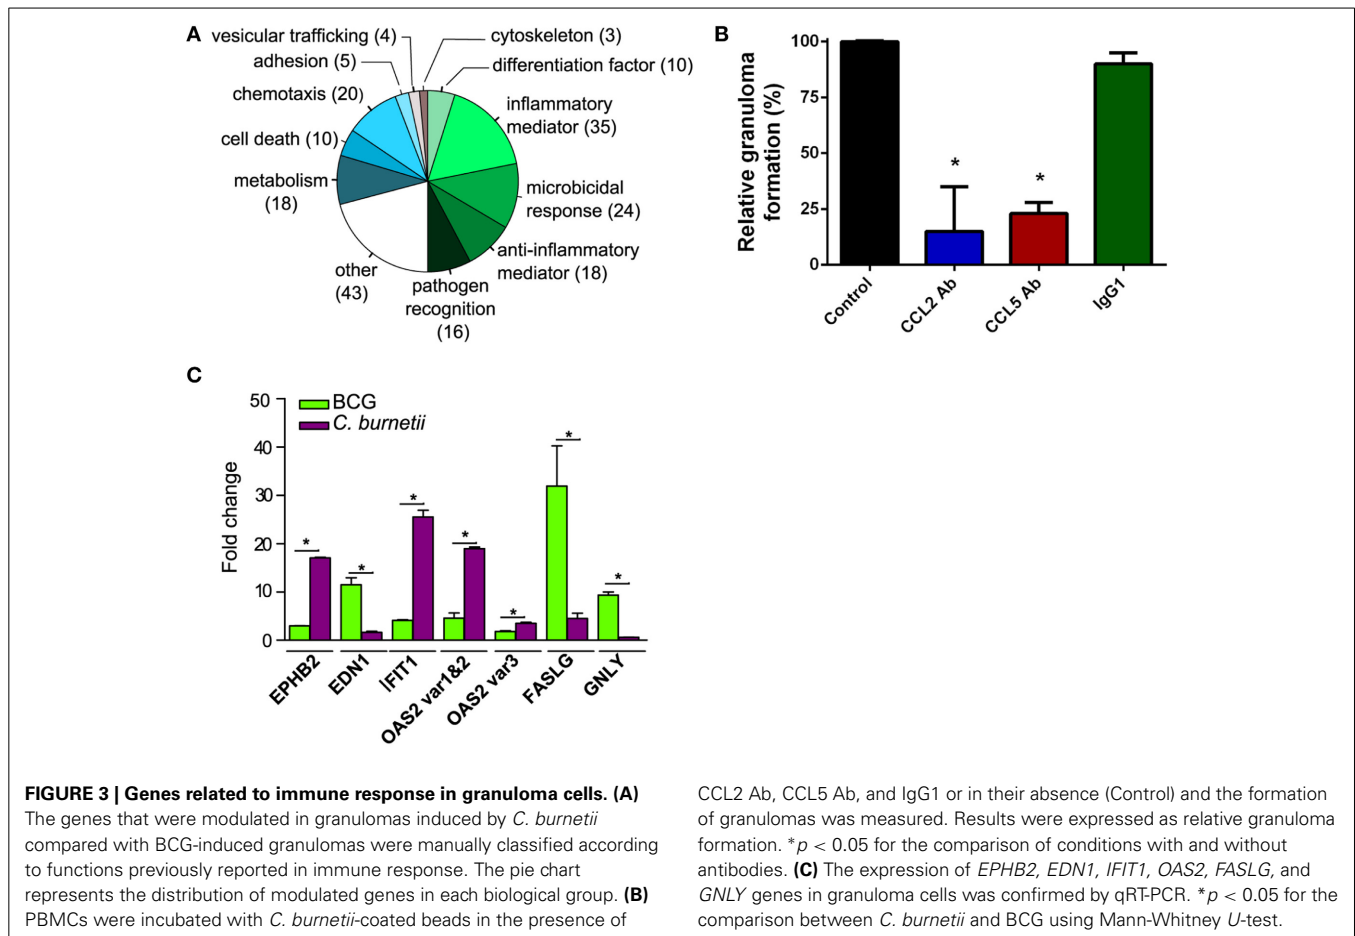 A
vesicular trafficking (4)
cytoskeleton (3)
adhesion (5)
differentiation factor (10)
chemotaxis (20)
inflammatory
mediator (35)
cell death (10)
metabolism
(18)
microbicidal
response (24)
anti-inflammatory
mediator (18)
other
(43)
pathogen
recognition
(16)
B
Relative granuloma
formation (%)
100
75
50
25
0
*
*
Control
CCL2 Ab
CCL5 Ab
IgG1
C
Fold change
50
40
30
20
10
0
BCG
C. burnetii
*
*
*
*
*
*
*
EPHB2
EDN1
IFIT1
OAS2 var1&2
OAS2 var3
FASLG
GNLY
FIGURE 3 | Genes related to immune response in granuloma cells. (A)
The genes that were modulated in granulomas induced by C. burnetii
compared with BCG-induced granulomas were manually classified according
to functions previously reported in immune response. The pie chart
represents the distribution of modulated genes in each biological group. (B)
PBMCs were incubated with C. burnetii-coated beads in the presence of
CCL2 Ab, CCL5 Ab, and IgG1 or in their absence (Control) and the formation
of granulomas was measured. Results were expressed as relative granuloma
formation. *p < 0.05 for the comparison of conditions with and without
antibodies. (C) The expression of EPHB2, EDN1, IFIT1, OAS2, FASLG, and
GNLY genes in granuloma cells was confirmed by qRT-PCR. *p < 0.05 for the
comparison between C. burnetii and BCG using Mann-Whitney U-test.